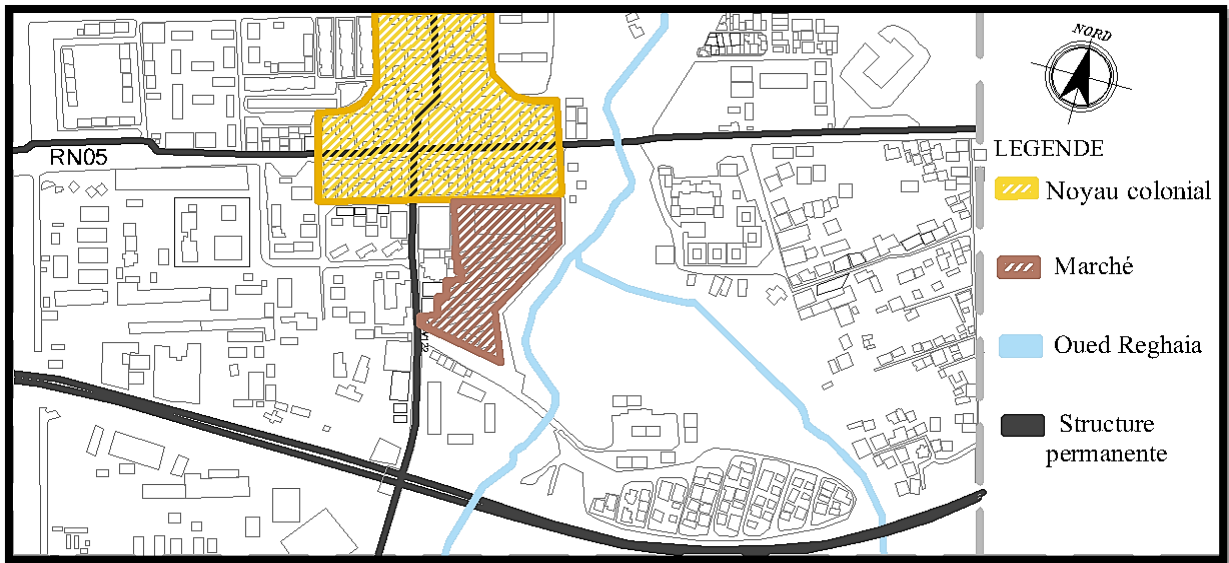 NORD
RN05
LEGENDE
Noyau colonial
Marché
Oued Reghaia
Structure
permanente